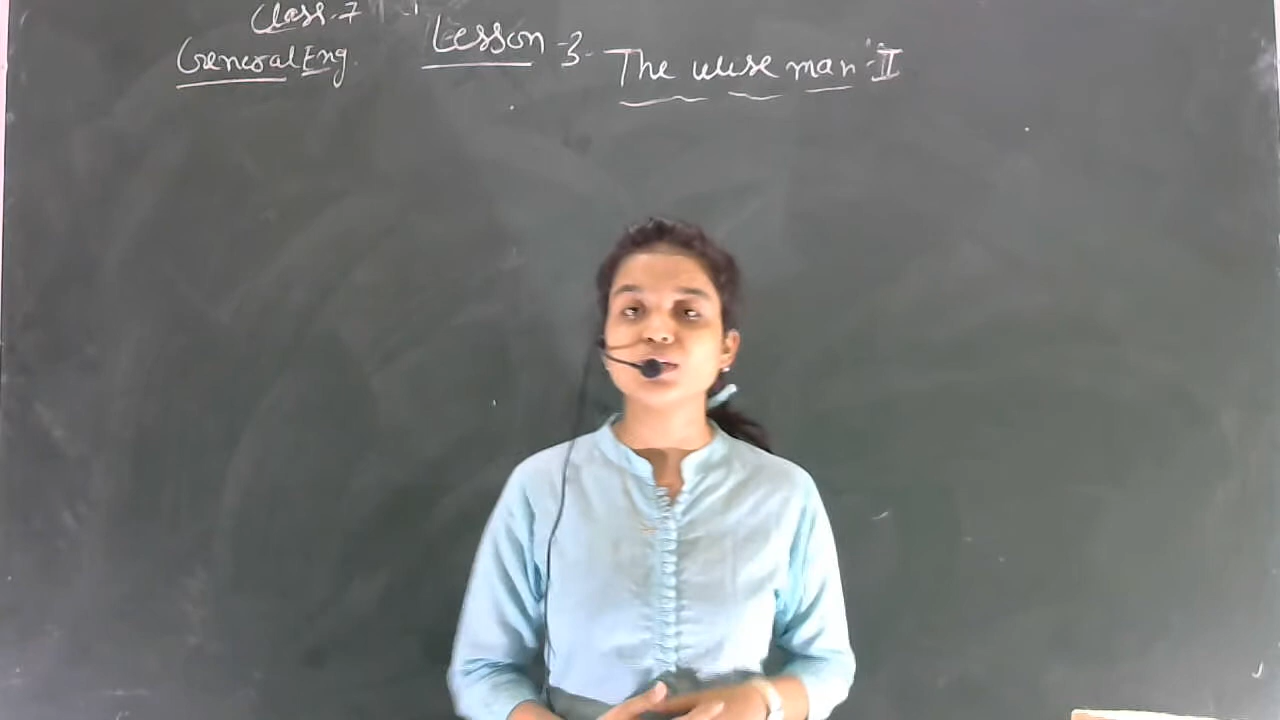 Class-7
General Eng.
Lesson-3- The wise man-II